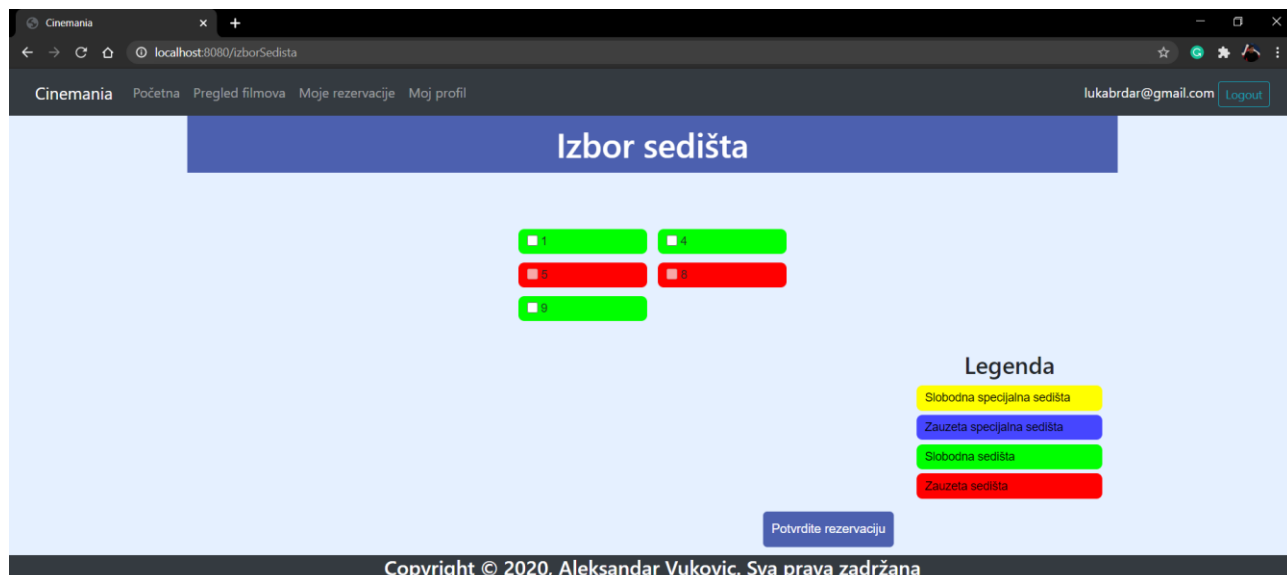 Cinemania
localhost:8080/izborSedista
Cinemania Početna Pregled filmova Moje rezervacije Moj profil lukabrdar@gmail.com Logout
Izbor sedišta
1 4
5 8
9
Legenda
Slobodna specijalna sedišta
Zauzeta specijalna sedišta
Slobodna sedišta
Zauzeta sedišta
Potvrdite rezervaciju
Copyright © 2020, Aleksandar Vukovic. Sva prava zadržana